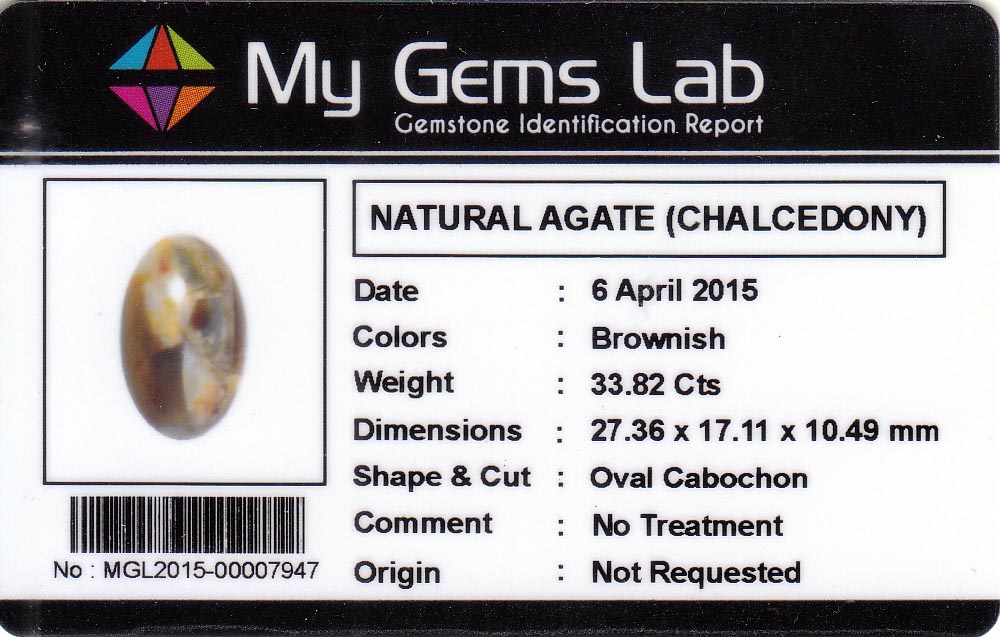 My Gems Lab
Gemstone Identification Report
NATURAL AGATE (CHALCEDONY)
Date : 6 April 2015
Colors : Brownish
Weight : 33.82 Cts
Dimensions : 27.36 x 17.11 x 10.49 mm
Shape & Cut : Oval Cabochon
Comment : No Treatment
Origin : Not Requested
No : MGL2015-00007947